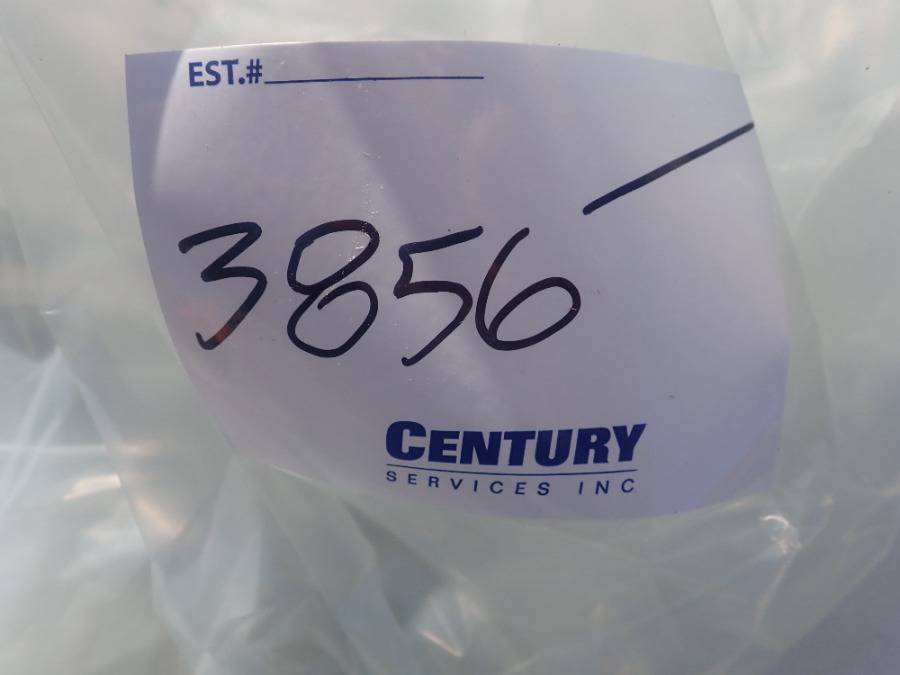 EST.#
3856
CENTURY
SERVICES INC